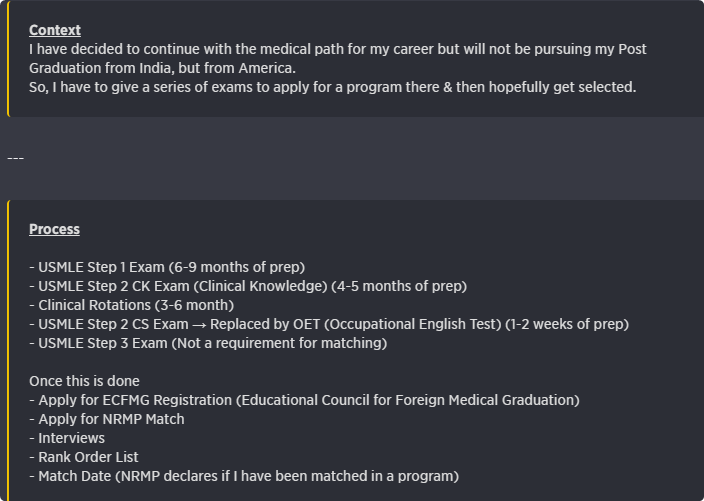 Context
I have decided to continue with the medical path for my career but will not be pursuing my Post
Graduation from India, but from America.
So, I have to give a series of exams to apply for a program there & then hopefully get selected.
---
Process
- USMLE Step 1 Exam (6-9 months of prep)
- USMLE Step 2 CK Exam (Clinical Knowledge) (4-5 months of prep)
- Clinical Rotations (3-6 month)
- USMLE Step 2 CS Exam → Replaced by OET (Occupational English Test) (1-2 weeks of prep)
- USMLE Step 3 Exam (Not a requirement for matching)
Once this is done
- Apply for ECFMG Registration (Educational Council for Foreign Medical Graduation)
- Apply for NRMP Match
- Interviews
- Rank Order List
- Match Date (NRMP declares if I have been matched in a program)